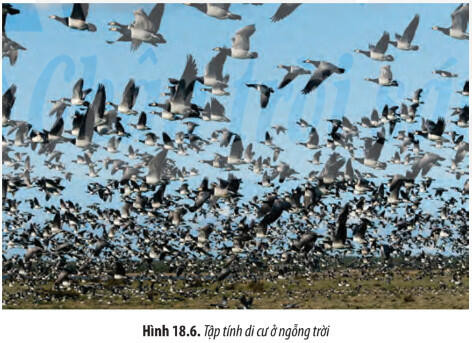 Hình 18.6. Tập tính di cư ở ngỗng trời